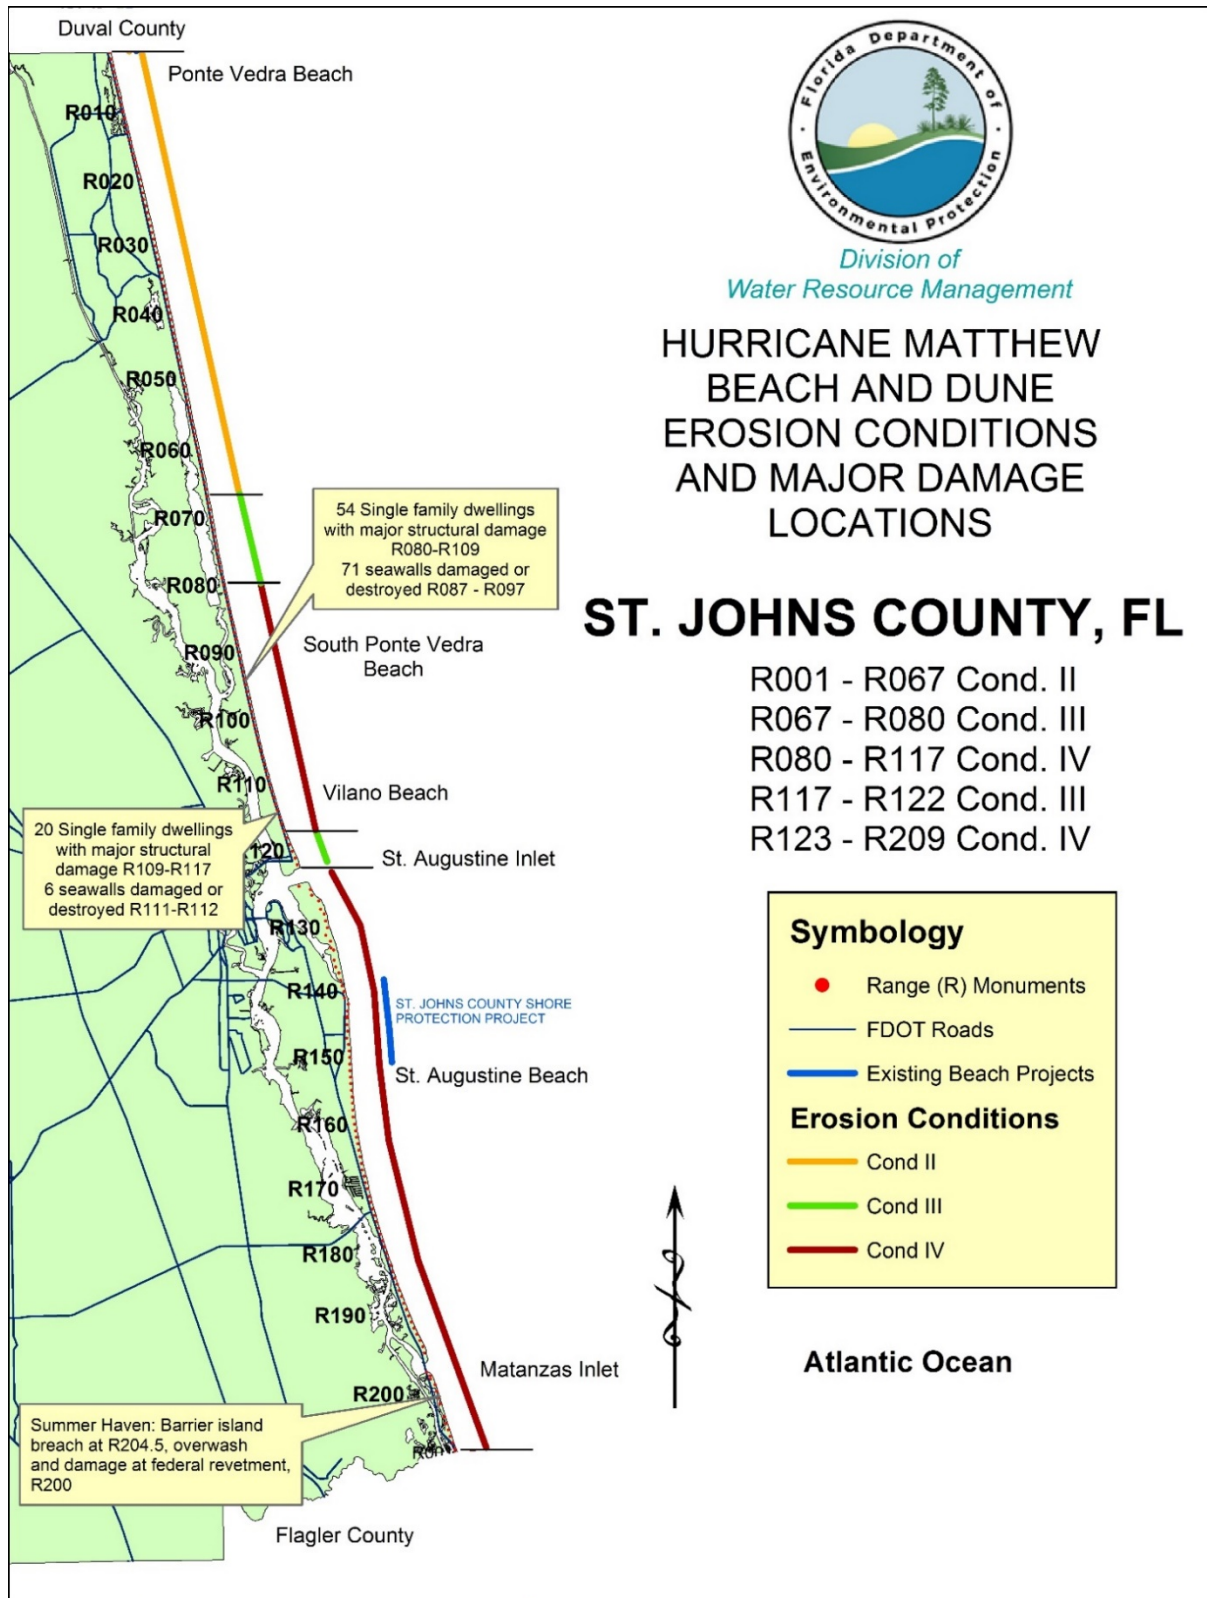 Duval County
Ponte Vedra Beach
R010
R020
R030
R040
R050
R060
R070
R080
R090
R100
R110
R130
R140
R150
R160
R170
R180
R190
R200
54 Single family dwellings
with major structural damage
R080-R109
71 seawalls damaged or
destroyed R087 - R097
South Ponte Vedra
Beach
Vilano Beach
20 Single family dwellings
with major structural
damage R109-R117
6 seawalls damaged or
destroyed R111-R112
St. Augustine Inlet
ST. JOHNS COUNTY SHORE
PROTECTION PROJECT
St. Augustine Beach
Matanzas Inlet
Summer Haven: Barrier island
breach at R204.5, overwash
and damage at federal revetment,
R200
Flagler County
Florida Department of
Environmental Protection
Division of
Water Resource Management
HURRICANE MATTHEW
BEACH AND DUNE
EROSION CONDITIONS
AND MAJOR DAMAGE
LOCATIONS
ST. JOHNS COUNTY, FL
R001 - R067 Cond. II
R067 - R080 Cond. III
R080 - R117 Cond. IV
R117 - R122 Cond. III
R123 - R209 Cond. IV
Symbology
Range (R) Monuments
FDOT Roads
Existing Beach Projects
Erosion Conditions
Cond II
Cond III
Cond IV
Atlantic Ocean